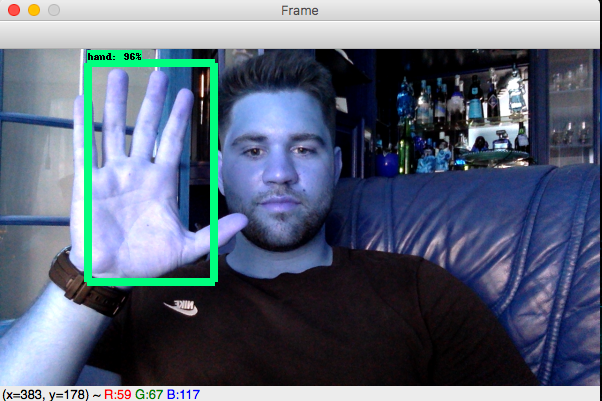 Frame
hand: 96%
NIKE
(x=383, y=178) ~ R:59 G:67 B:117